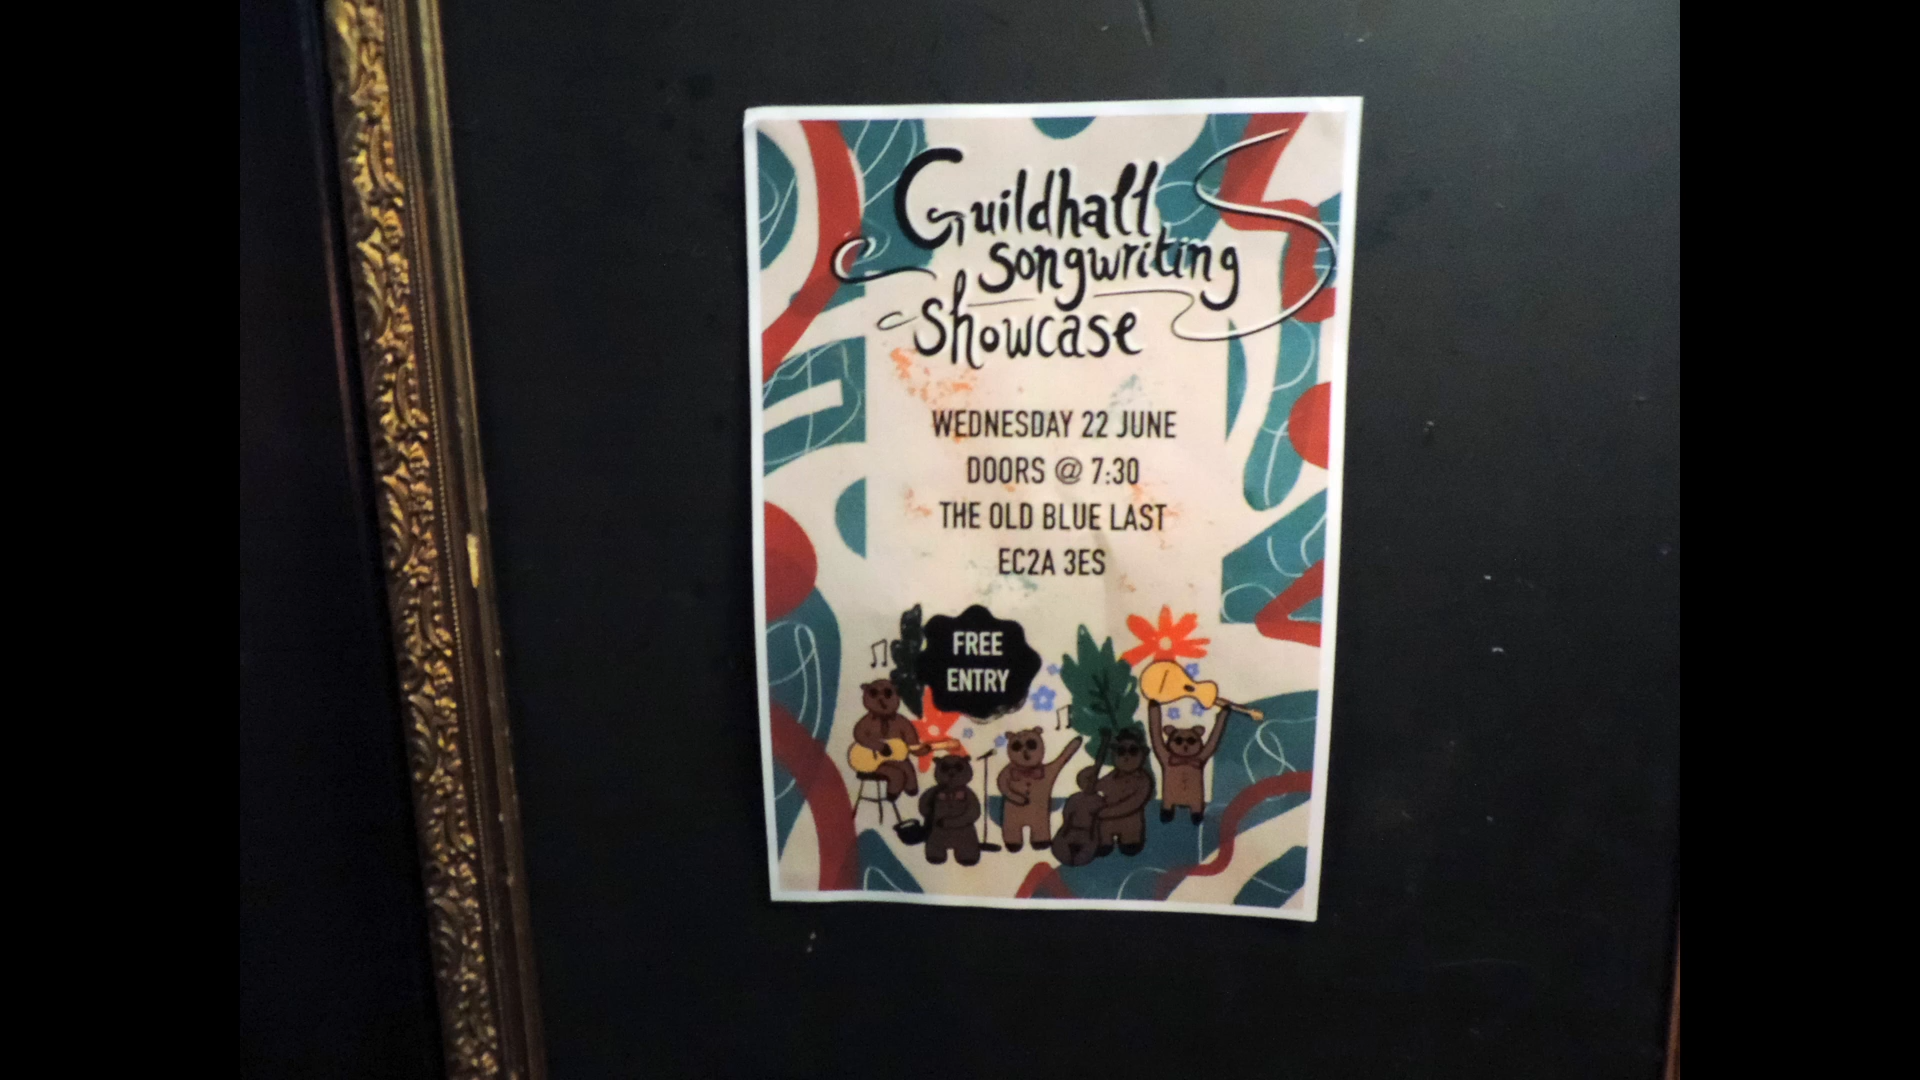 Guildhall
songwriting
showcase
WEDNESDAY 22 JUNE
DOORS @ 7:30
THE OLD BLUE LAST
EC2A 3ES
FREE
ENTRY